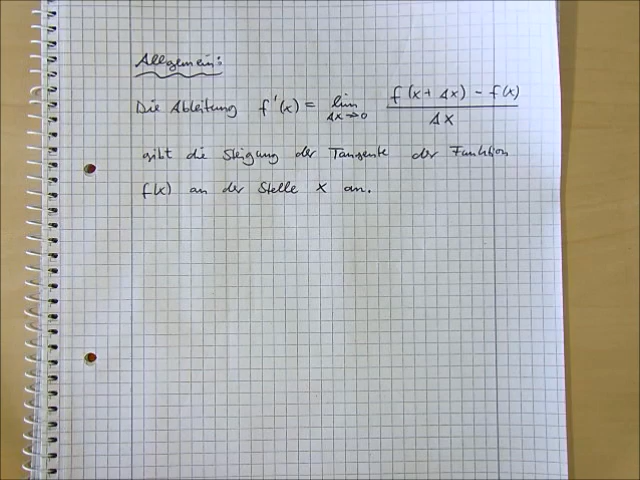 Allgemein:
Die Ableitung f'(x) = lim Δx→0 (f(x + Δx) - f(x)) / Δx
gibt die Steigung der Tangente der Funktion
f(x) an der Stelle x an.